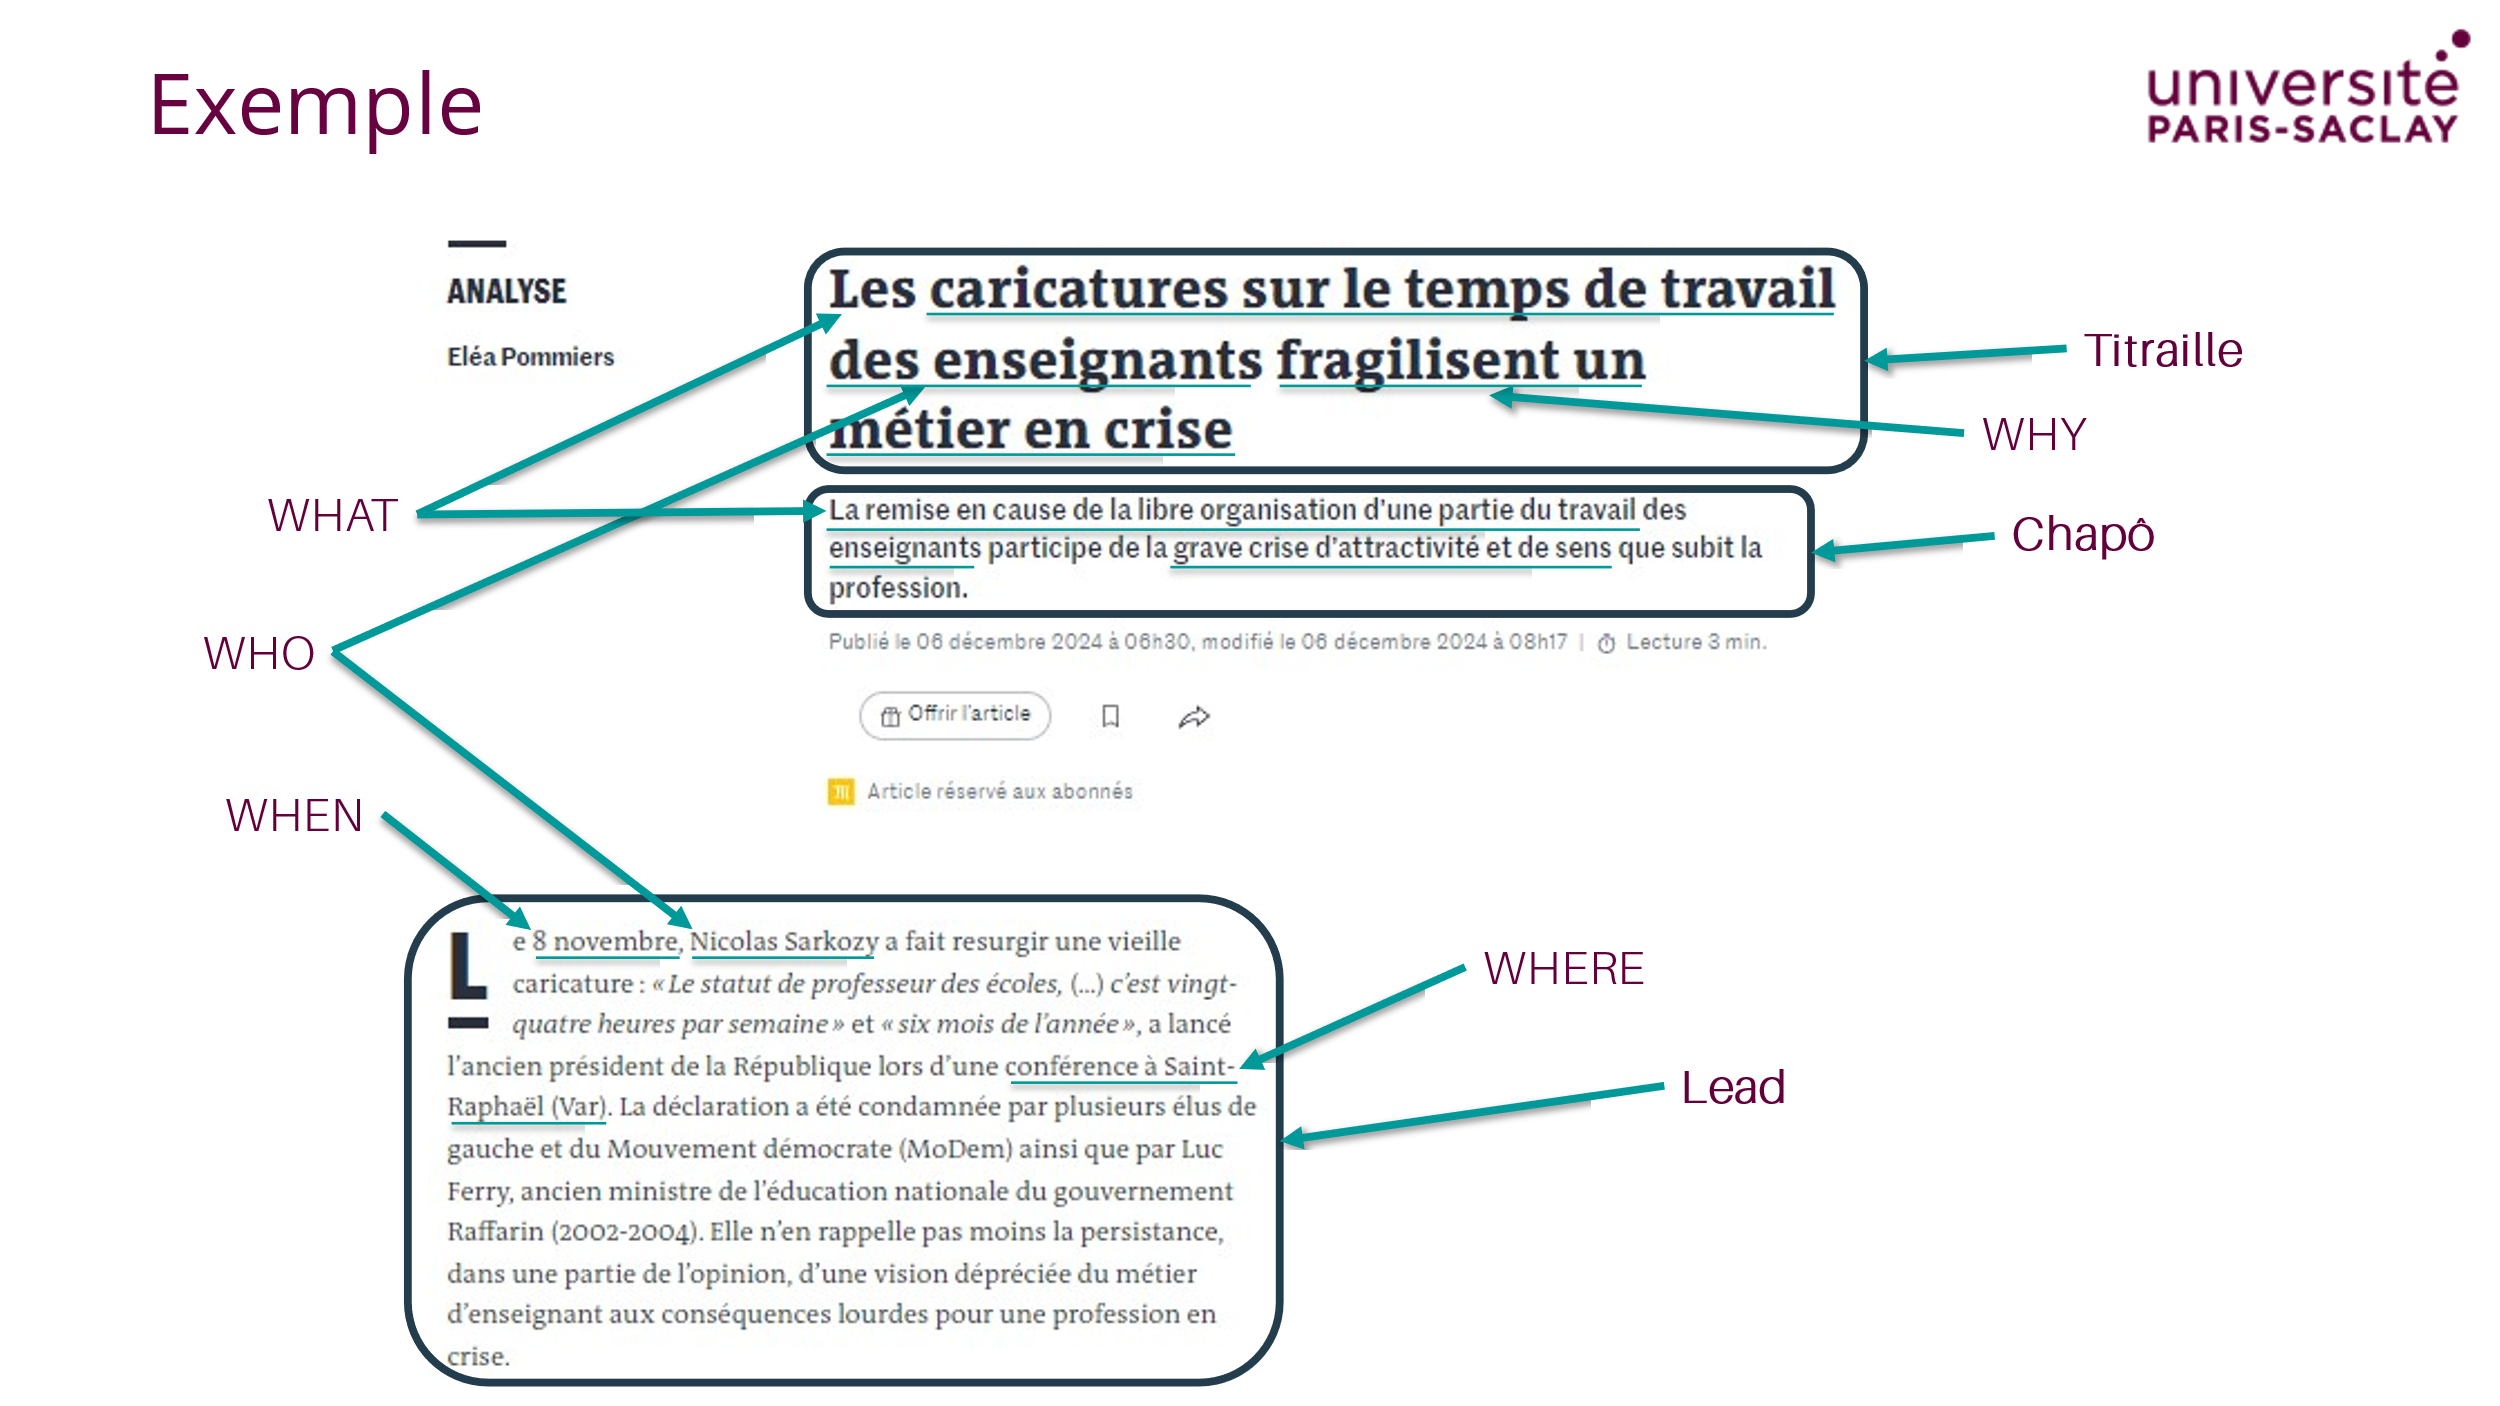 Exemple
université
PARIS-SACLAY
ANALYSE
Eléa Pommiers
Les caricatures sur le temps de travail
des enseignants fragilisent un
métier en crise
Titraille
WHY
WHAT
La remise en cause de la libre organisation d'une partie du travail des
enseignants participe de la grave crise d'attractivité et de sens que subit la
profession.
Chapô
Publié le 06 décembre 2024 à 06h30, modifié le 06 décembre 2024 à 08h17 | Lecture 3 min.
WHO
Offrir l'article
Article réservé aux abonnés
WHEN
Le 8 novembre, Nicolas Sarkozy a fait resurgir une vieille
caricature : « Le statut de professeur des écoles, (…) c'est vingt-
quatre heures par semaine » et « six mois de l'année », a lancé
l'ancien président de la République lors d'une conférence à Saint-
Raphaël (Var). La déclaration a été condamnée par plusieurs élus de
gauche et du Mouvement démocrate (MoDem) ainsi que par Luc
Ferry, ancien ministre de l'éducation nationale du gouvernement
Raffarin (2002-2004). Elle n'en rappelle pas moins la persistance,
dans une partie de l'opinion, d'une vision dépréciée du métier
d'enseignant aux conséquences lourdes pour une profession en
crise.
WHERE
Lead